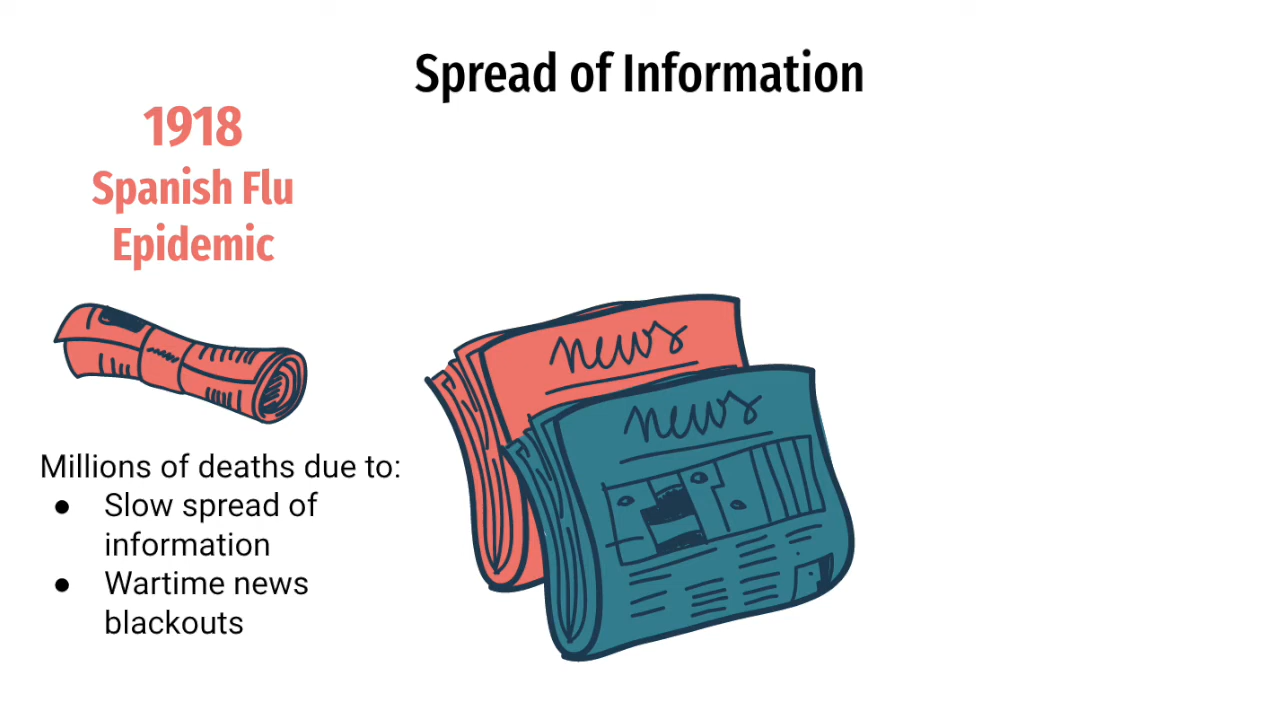 Spread of Information
1918
Spanish Flu
Epidemic
news
news
Millions of deaths due to:
● Slow spread of
information
● Wartime news
blackouts